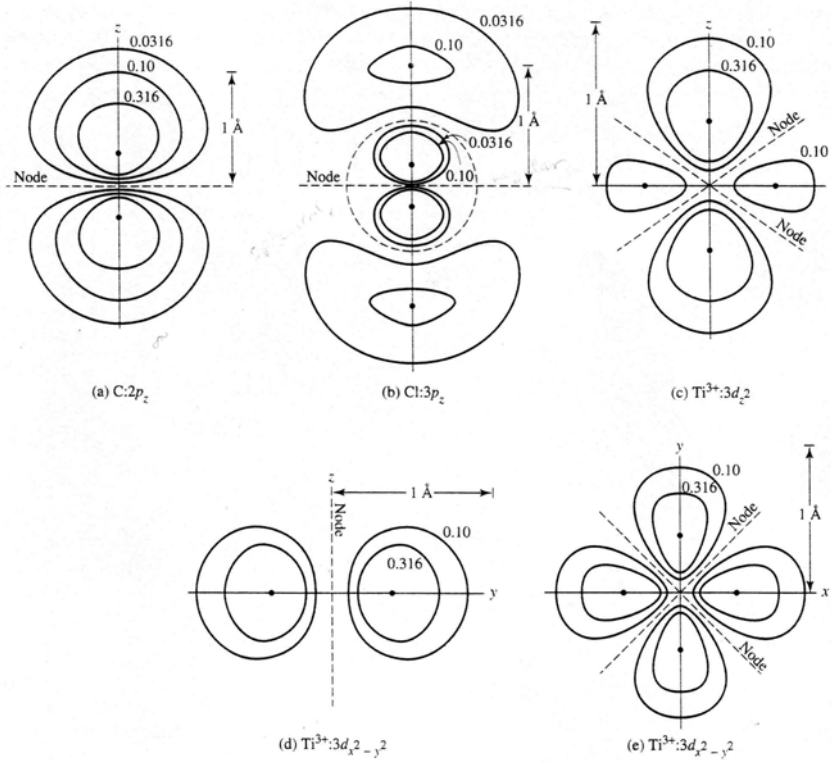 z
0.0316
0.10
0.316
1 Å
Node
(a) C:2p_z
0.0316
0.10
1 Å
0.0316
0.10
Node
(b) Cl:3p_z
z
0.10
0.316
1 Å
Node
0.10
Node
(c) Ti³⁺:3d_z²
z
1 Å
Node
0.10
0.316
y
(d) Ti³⁺:3d_x² − y²
y
0.10
0.316
1 Å
Node
x
Node
(e) Ti³⁺:3d_x² − y²